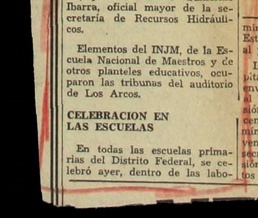 Ibarra, oficial mayor de la se-
cretaría de Recursos Hidráuli-
cos.
Elementos del INJM, de la Es-
cuela Nacional de Maestros y de
otros planteles educativos, ocu-
paron las tribunas del auditorio
de Los Arcos.
CELEBRACION EN
LAS ESCUELAS
En todas las escuelas prima-
rias del Distrito Federal, se ce-
lebró ayer, dentro de las labo-